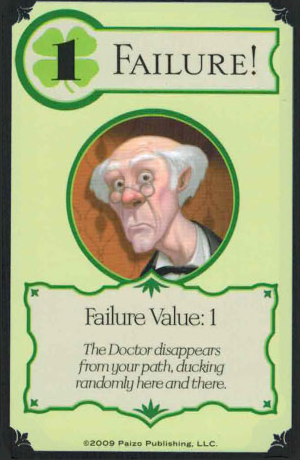 1 FAILURE!
Failure Value: 1
The Doctor disappears
from your path, ducking
randomly here and there.
©2009 Paizo Publishing, LLC.